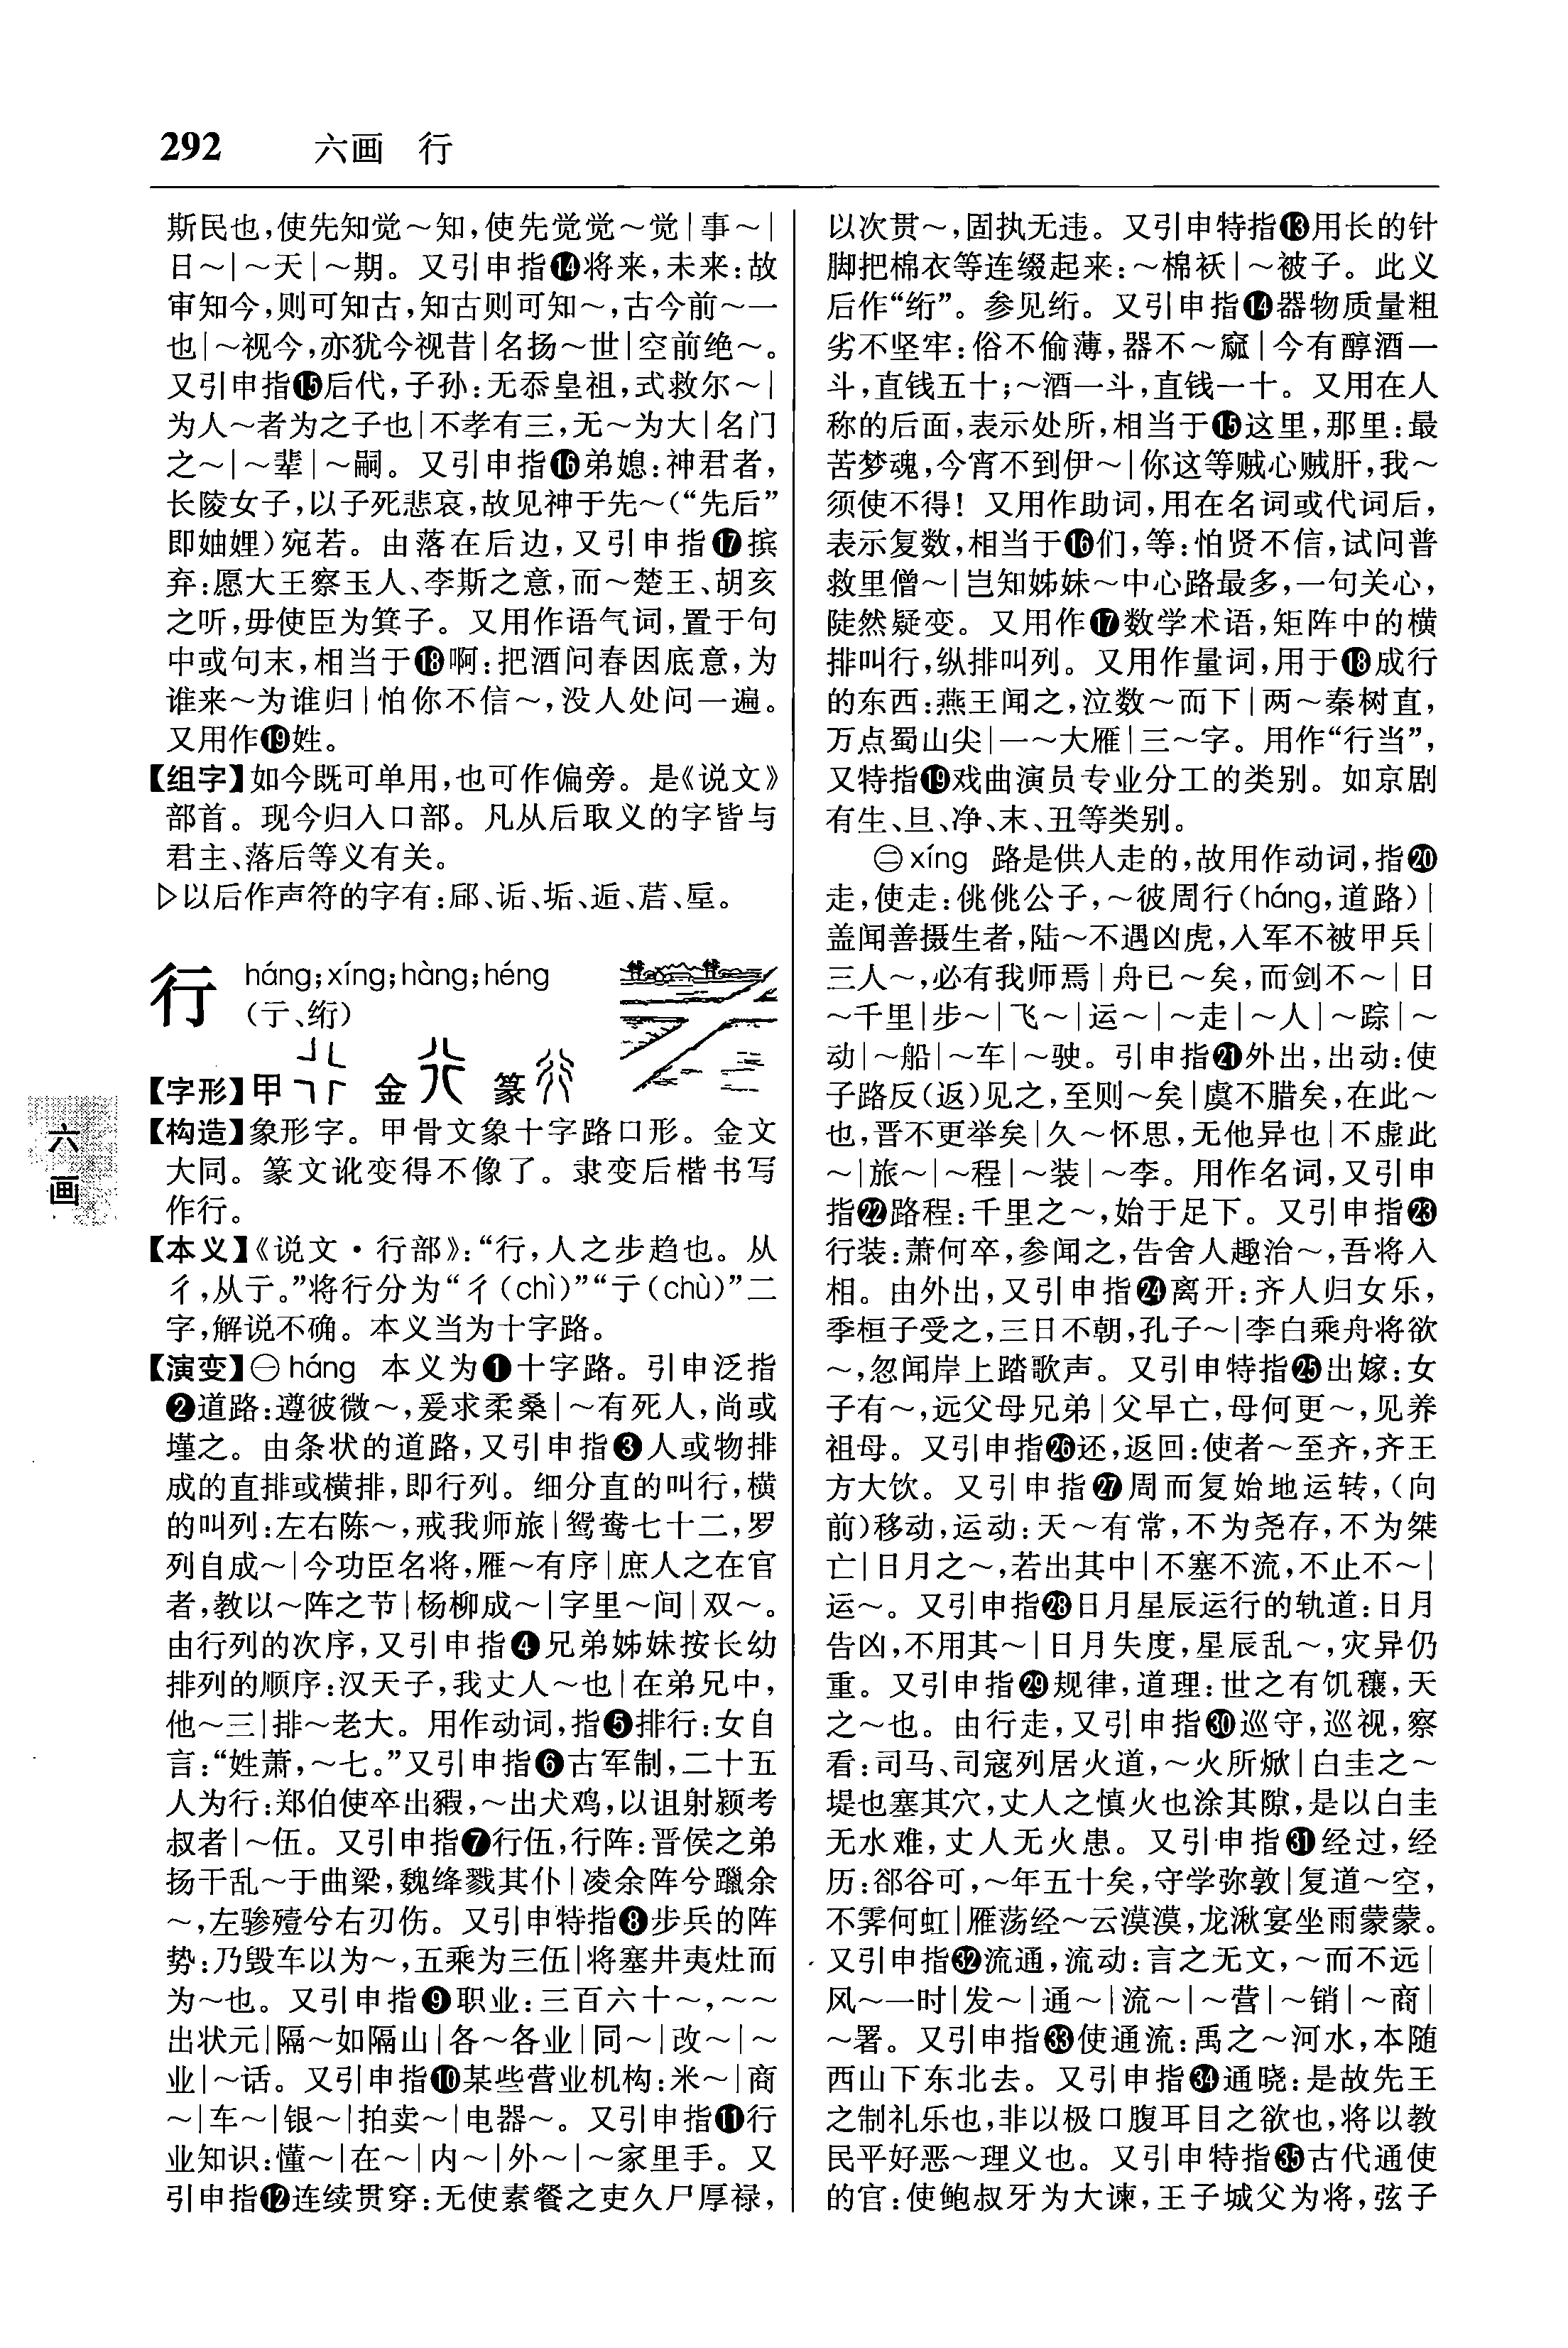 292 六画 行
斯民也,使先知觉～知,使先觉觉～觉|事～|
日～|～天|～期。又引申指⓮将来,未来:故
审知今,则可知古,知古则可知～,古今前～一
也|～视今,亦犹今视昔|名扬～世|空前绝～。
又引申指⓯后代,子孙:无忝皇祖,式救尔～|
为人～者为之子也|不孝有三,无～为大|名门
之～|～辈|～嗣。又引申指⓰弟媳:神君者,
长陵女子,以子死悲哀,故见神于先～(“先后”
即妯娌)宛若。由落在后边,又引申指⓱摈
弃:愿大王察玉人、李斯之意,而～楚王、胡亥
之听,毋使臣为箕子。又用作语气词,置于句
中或句末,相当于⓲啊:把酒问春因底意,为
谁来～为谁归|怕你不信～,没人处问一遍。
又用作⓳姓。
【组字】如今既可单用,也可作偏旁。是《说文》
部首。现今归入口部。凡从后取义的字皆与
君主、落后等义有关。
▷以后作声符的字有:郈、诟、垢、逅、茩、垕。
行 háng;xíng;hàng;héng
(亍、绗)
【字形】甲 金 篆
【构造】象形字。甲骨文象十字路口形。金文
大同。篆文讹变得不像了。隶变后楷书写
作行。
【本义】《说文·行部》:“行,人之步趋也。从
彳,从亍。”将行分为“彳(chì)”“亍(chù)”二
字,解说不确。本义当为十字路。
【演变】㊀háng 本义为❶十字路。引申泛指
❷道路:遵彼微～,爰求柔桑|～有死人,尚或
墐之。由条状的道路,又引申指❸人或物排
成的直排或横排,即行列。细分直的叫行,横
的叫列:左右陈～,戒我师旅|鸳鸯七十二,罗
列自成～|今功臣名将,雁～有序|庶人之在官
者,教以～阵之节|杨柳成～|字里～间|双～。
由行列的次序,又引申指❹兄弟姊妹按长幼
排列的顺序:汉天子,我丈人～也|在弟兄中,
他～三|排～老大。用作动词,指❺排行:女自
言:“姓萧,～七。”又引申指❻古军制,二十五
人为行:郑伯使卒出豭,～出犬鸡,以诅射颍考
叔者|～伍。又引申指❼行伍,行阵:晋侯之弟
扬干乱～于曲梁,魏绛戮其仆|凌余阵兮躐余
～,左骖殪兮右刃伤。又引申特指❽步兵的阵
势:乃毁车以为～,五乘为三伍|将塞井夷灶而
为～也。又引申指❾职业:三百六十～,～～
出状元|隔～如隔山|各～各业|同～|改～|～
业|～话。又引申指❿某些营业机构:米～|商
～|车～|银～|拍卖～|电器～。又引申指⓫行
业知识:懂～|在～|内～|外～|～家里手。又
引申指⓬连续贯穿:无使素餐之吏久尸厚禄,
以次贯～,固执无违。又引申特指⓭用长的针
脚把棉衣等连缀起来:～棉袄|～被子。此义
后作“绗”。参见绗。又引申指⓮器物质量粗
劣不坚牢:俗不偷薄,器不～窳|今有醇酒一
斗,直钱五十;～酒一斗,直钱一十。又用在人
称的后面,表示处所,相当于⓯这里,那里:最
苦梦魂,今宵不到伊～|你这等贼心贼肝,我～
须使不得！又用作助词,用在名词或代词后,
表示复数,相当于⓰们,等:怕贤不信,试问普
救里僧～|岂知姊妹～中心路最多,一句关心,
陡然疑变。又用作⓱数学术语,矩阵中的横
排叫行,纵排叫列。又用作量词,用于⓲成行
的东西:燕王闻之,泣数～而下|两～秦树直,
万点蜀山尖|一～大雁|三～字。用作“行当”,
又特指⓳戏曲演员专业分工的类别。如京剧
有生、旦、净、末、丑等类别。
㊁xíng 路是供人走的,故用作动词,指⓴
走,使走:佻佻公子,～彼周行(háng,道路)|
盖闻善摄生者,陆～不遇凶虎,入军不被甲兵|
三人～,必有我师焉|舟已～矣,而剑不～|日
～千里|步～|飞～|运～|～走|～人|～踪|～
动|～船|～车|～驶。引申指㉑外出,出动:使
子路反(返)见之,至则～矣|虞不腊矣,在此～
也,晋不更举矣|久～怀思,无他异也|不虚此
～|旅～|～程|～装|～李。用作名词,又引申
指㉒路程:千里之～,始于足下。又引申指㉓
行装:萧何卒,参闻之,告舍人趣治～,吾将入
相。由外出,又引申指㉔离开:齐人归女乐,
季桓子受之,三日不朝,孔子～|李白乘舟将欲
～,忽闻岸上踏歌声。又引申特指㉕出嫁:女
子有～,远父母兄弟|父早亡,母何更～,见养
祖母。又引申指㉖还,返回:使者～至齐,齐王
方大饮。又引申指㉗周而复始地运转,(向
前)移动,运动:天～有常,不为尧存,不为桀
亡|日月之～,若出其中|不塞不流,不止不～|
运～。又引申指㉘日月星辰运行的轨道:日月
告凶,不用其～|日月失度,星辰乱～,灾异仍
重。又引申指㉙规律,道理:世之有饥穰,天
之～也。由行走,又引申指㉚巡守,巡视,察
看:司马、司寇列居火道,～火所焮|白圭之～
堤也塞其穴,丈人之慎火也涂其隙,是以白圭
无水难,丈人无火患。又引申指㉛经过,经
历:郤谷可,～年五十矣,守学弥敦|复道～空,
不霁何虹|雁荡经～云漠漠,龙湫宴坐雨蒙蒙。
又引申指㉜流通,流动:言之无文,～而不远|
风～一时|发～|通～|流～|～营|～销|～商|
～署。又引申指㉝使通流:禹之～河水,本随
西山下东北去。又引申指㉞通晓:是故先王
之制礼乐也,非以极口腹耳目之欲也,将以教
民平好恶～理义也。又引申特指㉟古代通使
的官:使鲍叔牙为大谏,王子城父为将,弦子
六画